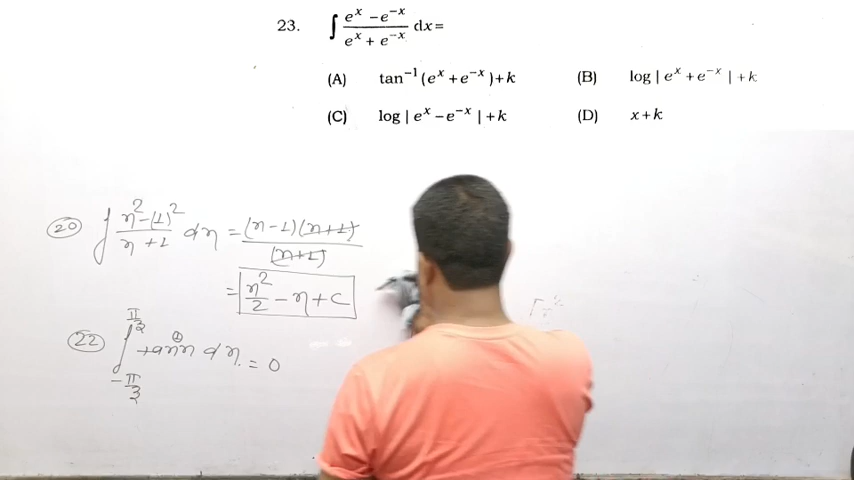 23. ∫ (e^x − e^−x)/(e^x + e^−x) dx =
(A) tan^−1 (e^x + e^−x) + k
(B) log | e^x + e^−x | + k
(C) log | e^x − e^−x | + k
(D) x + k
20 ∫ (x^2 − (1)^2)/(x + 1) dx = (x − 1)(x + 1)/(x + 1)
= x^2/2 − x + c
22 ∫ −π/2 π/2 tan x dx = 0